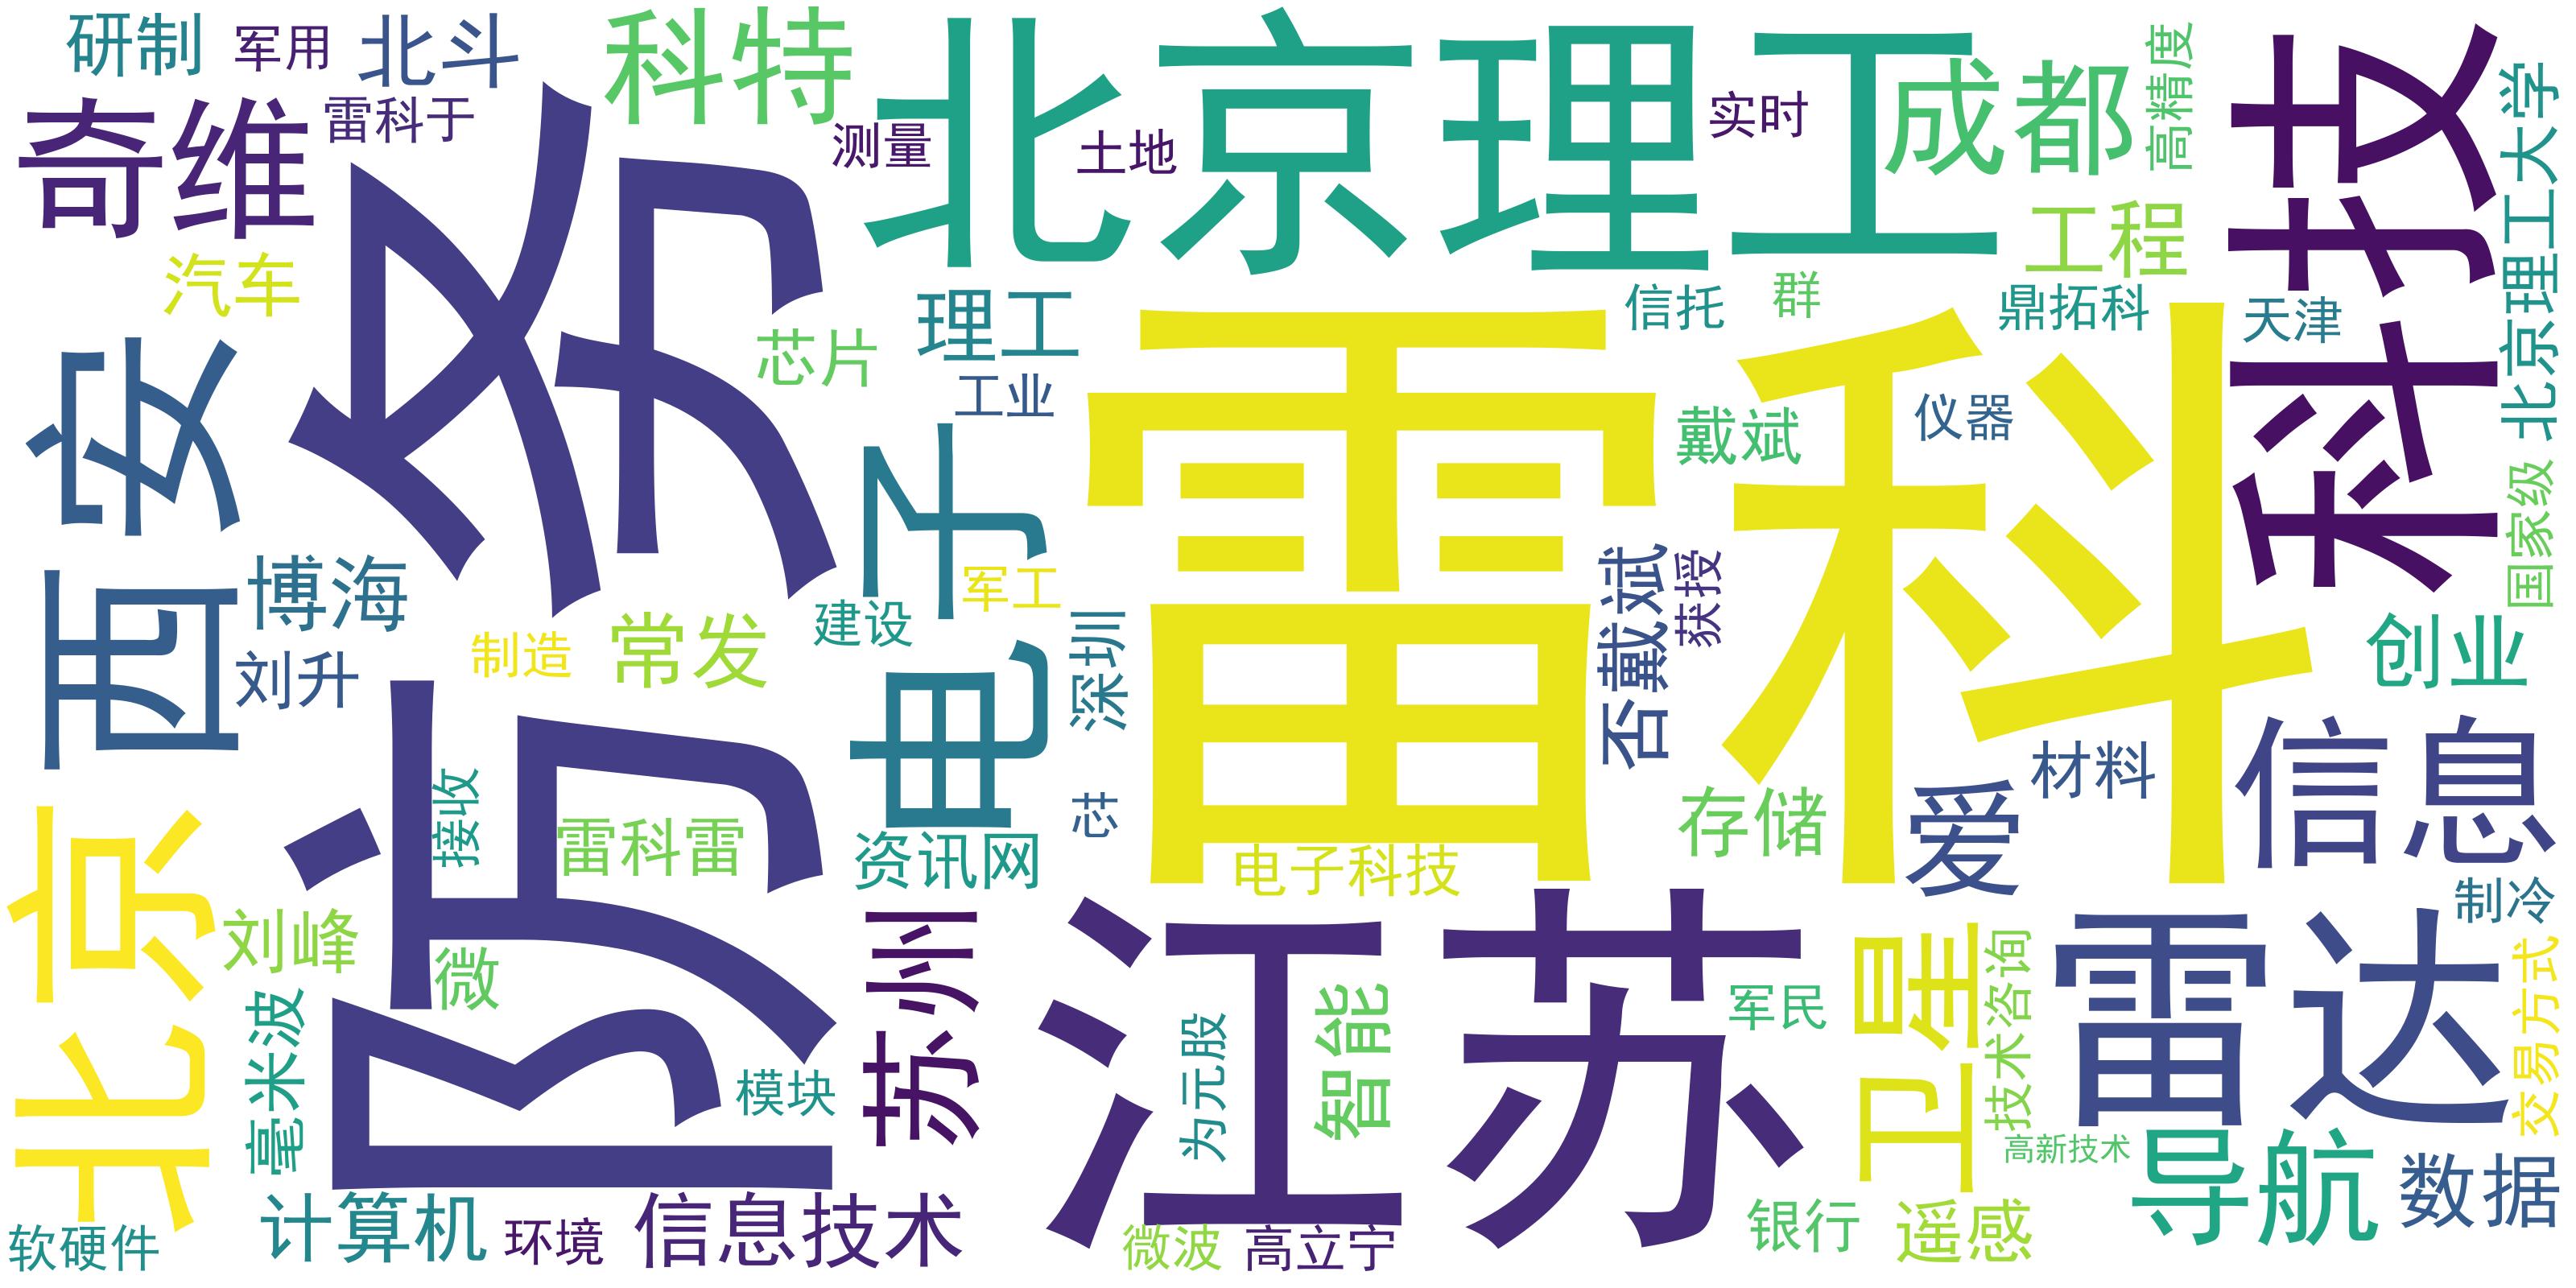 研制
军用
北斗
科特
北京理工
成都
高精度
科技
北京理工大学
奇维
雷科于
测量
土地
实时
防务
汽车
工程
理工
信托
群
鼎拓科
天津
西安
芯片
工业
雷科
戴斌
仪器
电子
国家级
博海
军工
否戴斌
获授
刘升
制造
常发
建设
深圳
创业
材料
信息
北京
接收
雷科雷
资讯网
芯
电子科技
存储
爱
制冷
刘峰
微
苏州
江苏
卫星
技术咨询
雷达
交易方式
毫米波
模块
为元股
智能
军民
高新技术
导航
数据
软硬件
计算机
环境
信息技术
微波
高立宁
银行
遥感